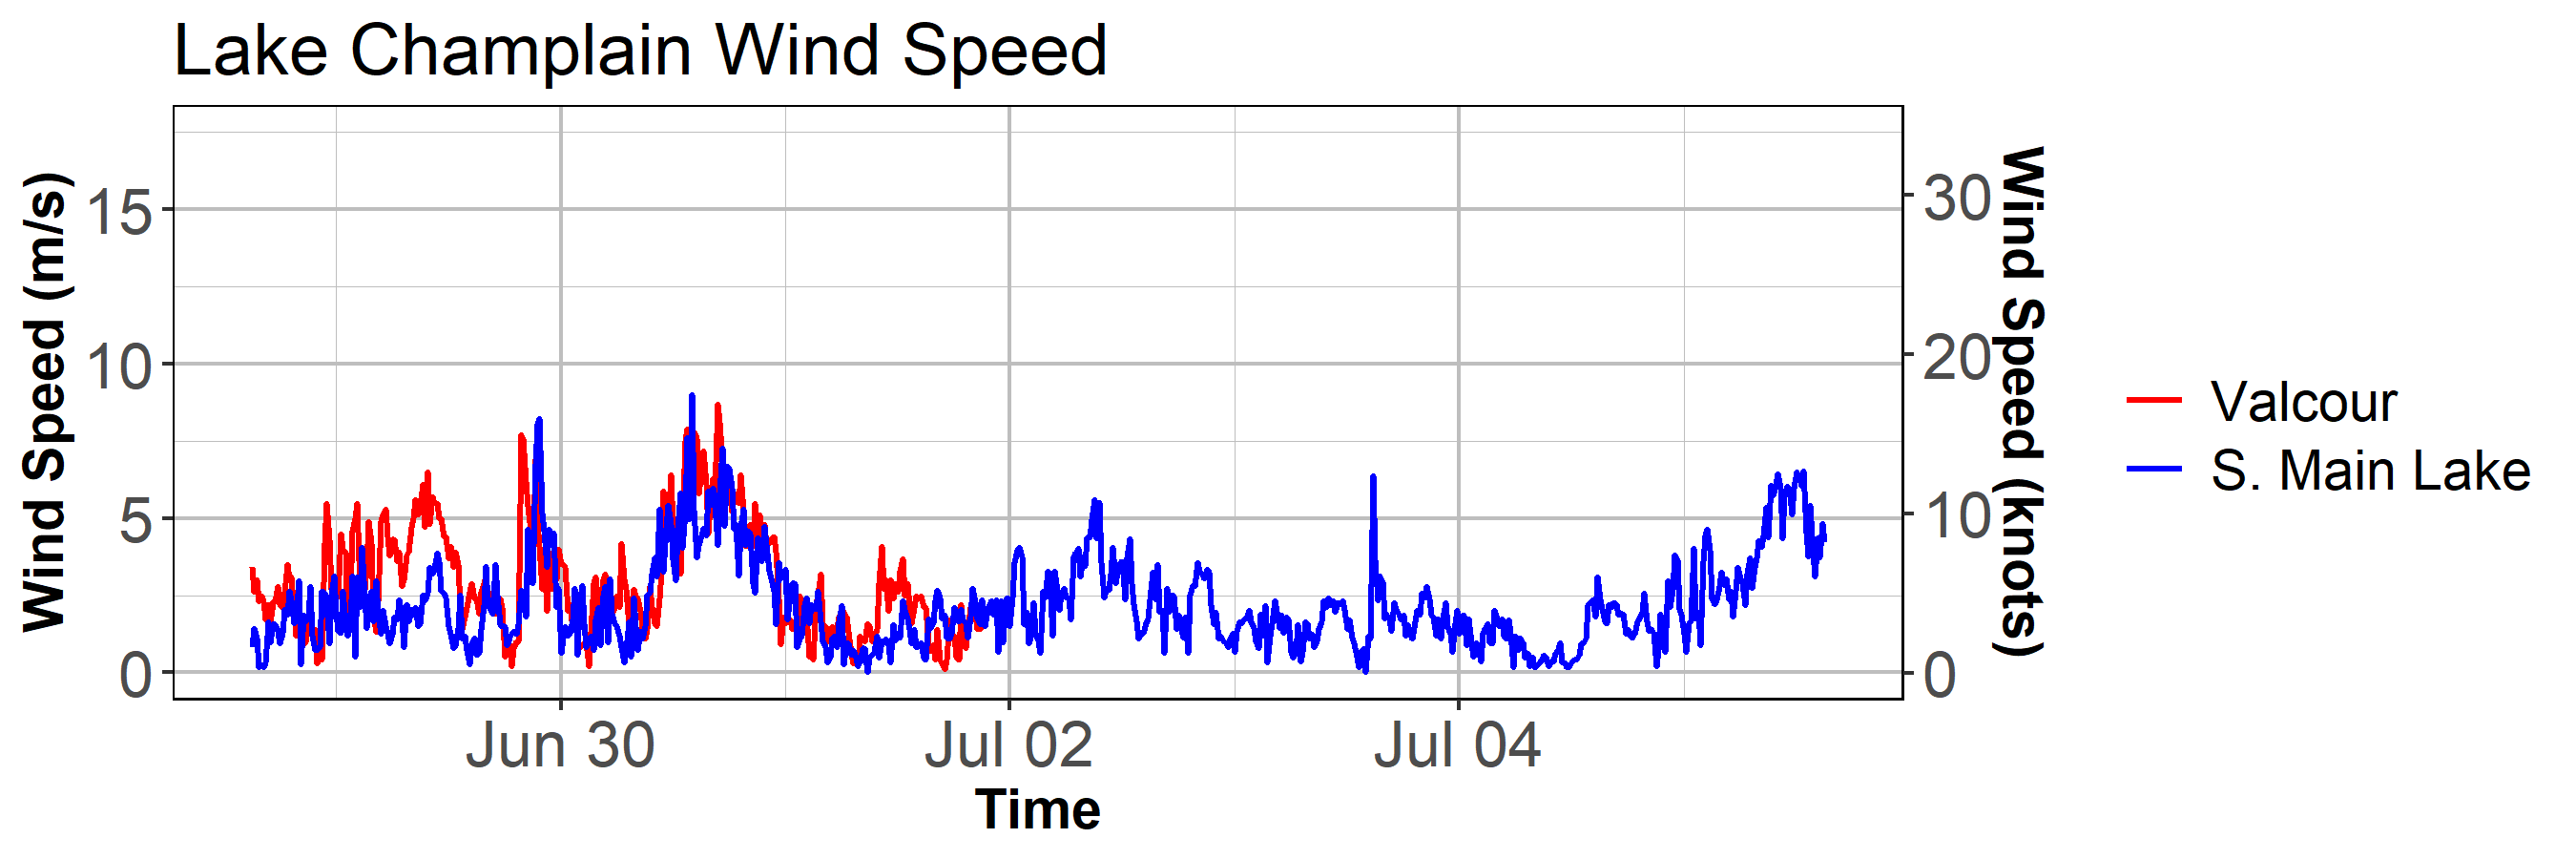 Lake Champlain Wind Speed
Wind Speed (m/s)
15
10
5
0
30
20
10
0
Wind Speed (knots)
Jun 30
Jul 02
Jul 04
Time
Valcour
S. Main Lake